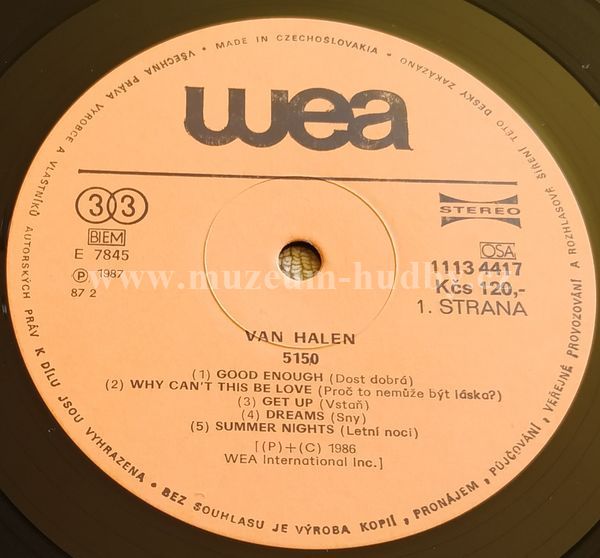 • MADE IN CZECHOSLOVAKIA •
VŠECHNA PRÁVA VÝROBCE A VLASTNÍKŮ AUTORSKÝCH PRÁV K DÍLU JSOU VYHRAZENA • BEZ SOUHLASU JE VÝROBA KOPIÍ, PRONÁJEM, PŮJČOVÁNÍ, VEŘEJNÉ PROVOZOVÁNÍ A ROZHLASOVÉ ŠÍŘENÍ TÉTO DESKY ZAKÁZÁNO
wea
33
STEREO
BIEM
OSA
E 7845
1113 4417
Ⓟ 1987
Kčs 120,-
87 2
1. STRANA
www.muzeum-hudby.cz
VAN HALEN
5150
(1) GOOD ENOUGH (Dost dobrá)
(2) WHY CAN'T THIS BE LOVE (Proč to nemůže být láska?)
(3) GET UP (Vstaň)
(4) DREAMS (Sny)
(5) SUMMER NIGHTS (Letní noci)
[(P)+(C) 1986
WEA International Inc.]